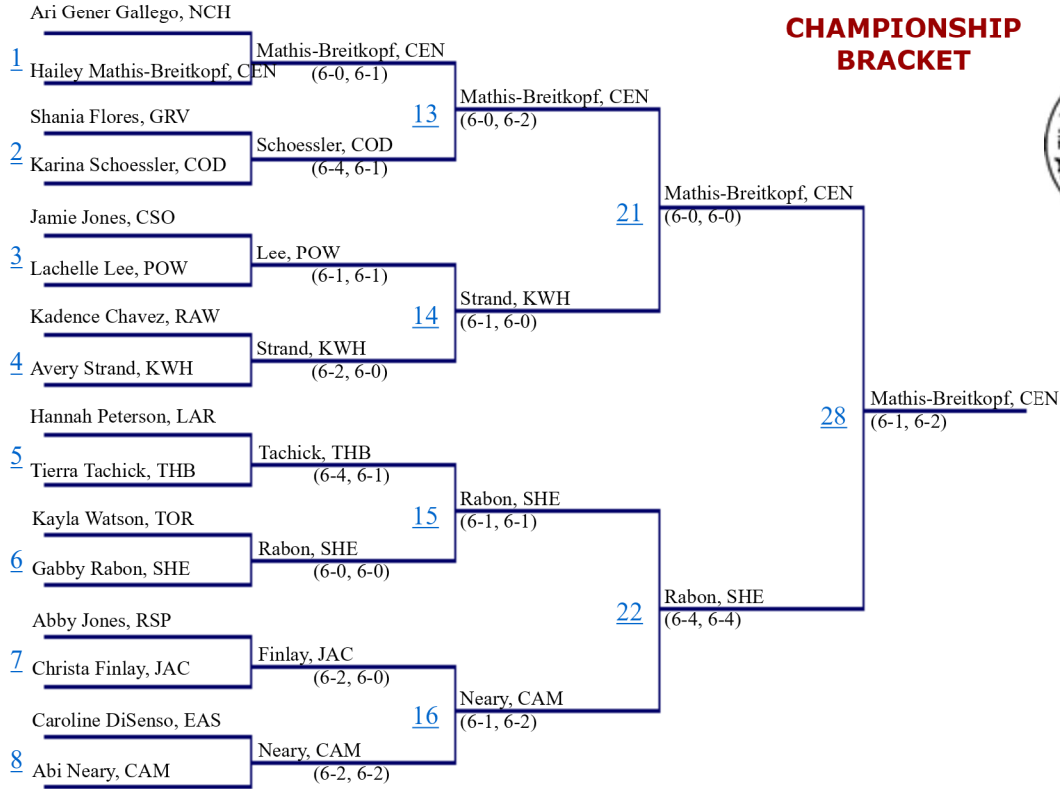 CHAMPIONSHIP
BRACKET
Ari Gener Gallego, NCH
1
Hailey Mathis-Breitkopf, CEN
Mathis-Breitkopf, CEN
(6-0, 6-1)
Shania Flores, GRV
2
Karina Schoessler, COD
Schoessler, COD
(6-4, 6-1)
13
Mathis-Breitkopf, CEN
(6-0, 6-2)
Jamie Jones, CSO
3
Lachelle Lee, POW
Lee, POW
(6-1, 6-1)
Kadence Chavez, RAW
4
Avery Strand, KWH
Strand, KWH
(6-2, 6-0)
14
Strand, KWH
(6-1, 6-0)
21
Mathis-Breitkopf, CEN
(6-0, 6-0)
Hannah Peterson, LAR
5
Tierra Tachick, THB
Tachick, THB
(6-4, 6-1)
Kayla Watson, TOR
6
Gabby Rabon, SHE
Rabon, SHE
(6-0, 6-0)
15
Rabon, SHE
(6-1, 6-1)
Abby Jones, RSP
7
Christa Finlay, JAC
Finlay, JAC
(6-2, 6-0)
Caroline DiSenso, EAS
8
Abi Neary, CAM
Neary, CAM
(6-2, 6-2)
16
Neary, CAM
(6-1, 6-2)
22
Rabon, SHE
(6-4, 6-4)
28
Mathis-Breitkopf, CEN
(6-1, 6-2)